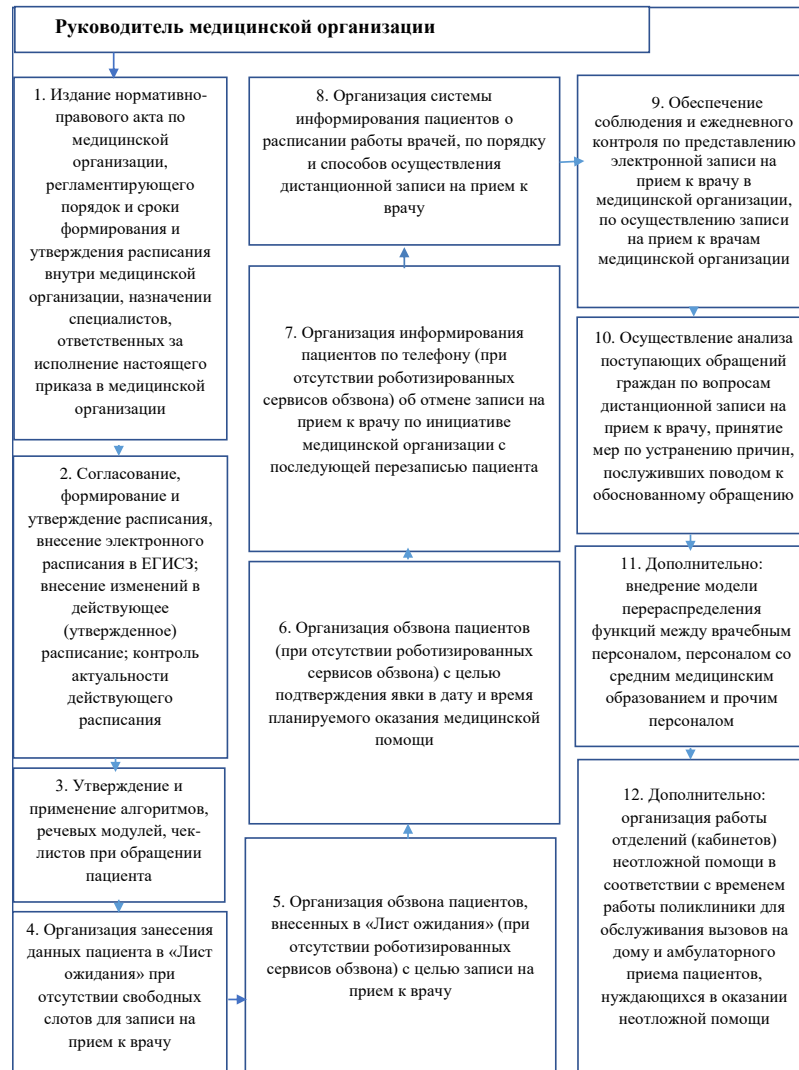 Руководитель медицинской организации
1. Издание нормативно-
правового акта по
медицинской
организации,
регламентирующего
порядок и сроки
формирования и
утверждения расписания
внутри медицинской
организации, назначении
специалистов,
ответственных за
исполнение настоящего
приказа в медицинской
организации
2. Согласование,
формирование и
утверждение расписания,
внесение электронного
расписания в ЕГИСЗ;
внесение изменений в
действующее
(утвержденное)
расписание; контроль
актуальности
действующего
расписания
3. Утверждение и
применение алгоритмов,
речевых модулей, чек-
листов при обращении
пациента
4. Организация занесения
данных пациента в «Лист
ожидания» при
отсутствии свободных
слотов для записи на
прием к врачу
5. Организация обзвона пациентов,
внесенных в «Лист ожидания» (при
отсутствии роботизированных
сервисов обзвона) с целью записи на
прием к врачу
6. Организация обзвона пациентов
(при отсутствии роботизированных
сервисов обзвона) с целью
подтверждения явки в дату и время
планируемого оказания медицинской
помощи
7. Организация информирования
пациентов по телефону (при
отсутствии роботизированных
сервисов обзвона) об отмене записи на
прием к врачу по инициативе
медицинской организации с
последующей перезаписью пациента
8. Организация системы
информирования пациентов о
расписании работы врачей, по порядку
и способов осуществления
дистанционной записи на прием к
врачу
9. Обеспечение
соблюдения и ежедневного
контроля по представлению
электронной записи на
прием к врачу в
медицинской организации,
по осуществлению записи
на прием к врачам
медицинской организации
10. Осуществление анализа
поступающих обращений
граждан по вопросам
дистанционной записи на
прием к врачу, принятие
мер по устранению причин,
послуживших поводом к
обоснованному обращению
11. Дополнительно:
внедрение модели
перераспределения
функций между врачебным
персоналом, персоналом со
средним медицинским
образованием и прочим
персоналом
12. Дополнительно:
организация работы
отделений (кабинетов)
неотложной помощи в
соответствии с временем
работы поликлиники для
обслуживания вызовов на
дому и амбулаторного
приема пациентов,
нуждающихся в оказании
неотложной помощи